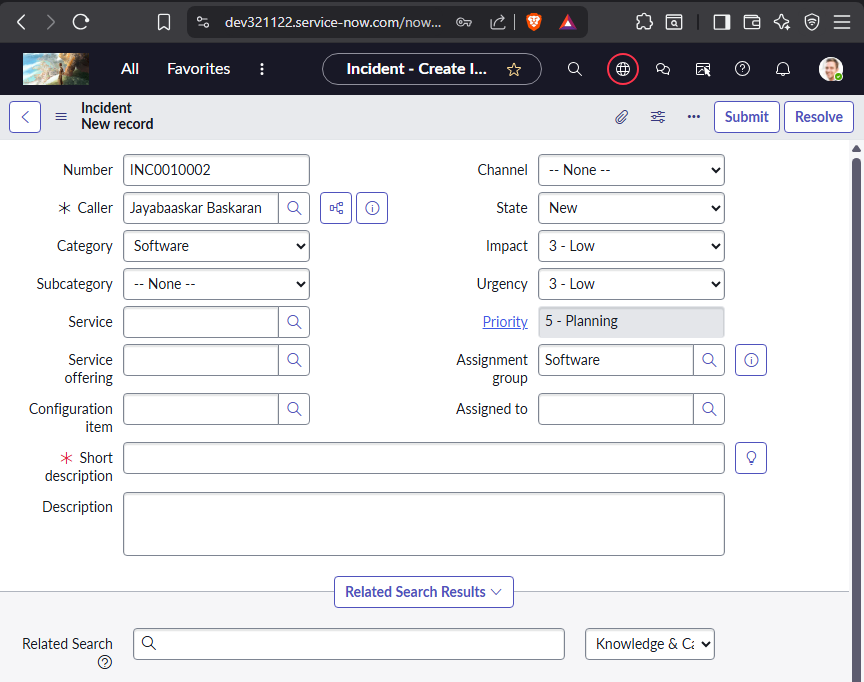 dev321122.service-now.com/now...
All Favorites Incident - Create I...
Incident
New record
Submit Resolve
Number INC0010002 Channel -- None --
Caller Jayabaaskar Baskaran State New
Category Software Impact 3 - Low
Subcategory -- None -- Urgency 3 - Low
Service Priority 5 - Planning
Service offering Assignment group Software
Configuration item Assigned to
Short description
Description
Related Search Results
Related Search Knowledge & Ca